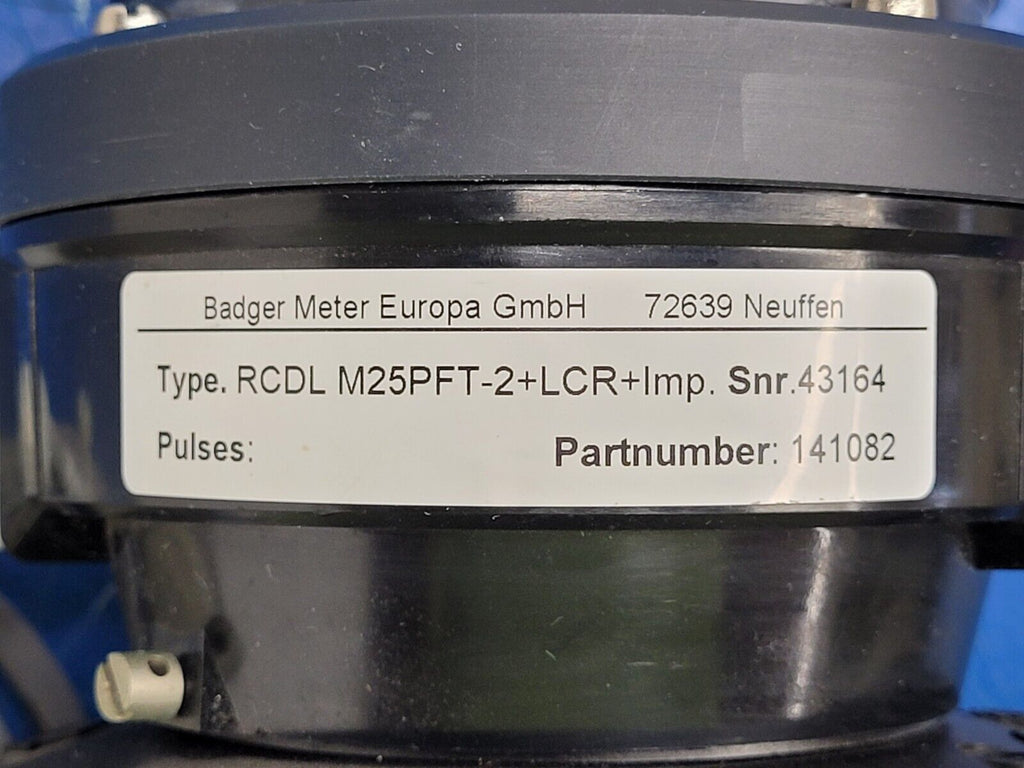 Badger Meter Europa GmbH 72639 Neuffen
Type. RCDL M25PFT-2+LCR+Imp. Snr.43164
Pulses: Partnumber: 141082